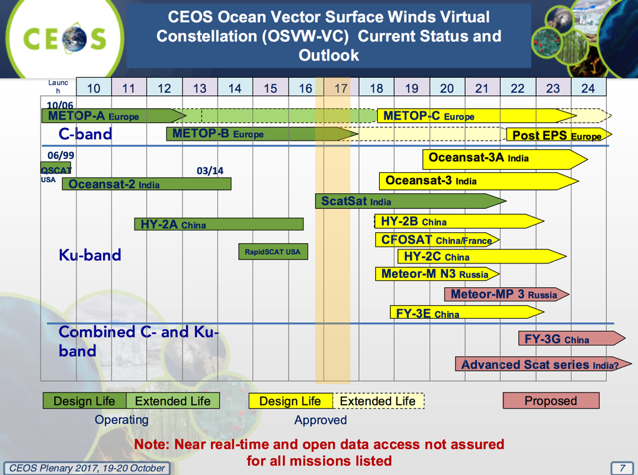 CEOS
CEOS Ocean Vector Surface Winds Virtual
Constellation (OSVW-VC) Current Status and
Outlook
Launc
h
10 11 12 13 14 15 16 17 18 19 20 21 22 23 24
10/06
METOP-A Europe
METOP-C Europe
C-band
METOP-B Europe
Post EPS Europe
06/99
Oceansat-3A India
QSCAT
USA
Oceansat-2 India
03/14
Oceansat-3 India
ScatSat India
HY-2A China
HY-2B China
CFOSAT China/France
Ku-band
RapidSCAT USA
HY-2C China
Meteor-M N3 Russia
Meteor-MP 3 Russia
FY-3E China
Combined C- and Ku-
band
FY-3G China
Advanced Scat series India?
Design Life Extended Life
Design Life Extended Life
Proposed
Operating
Approved
Note: Near real-time and open data access not assured
for all missions listed
CEOS Plenary 2017, 19-20 October
7